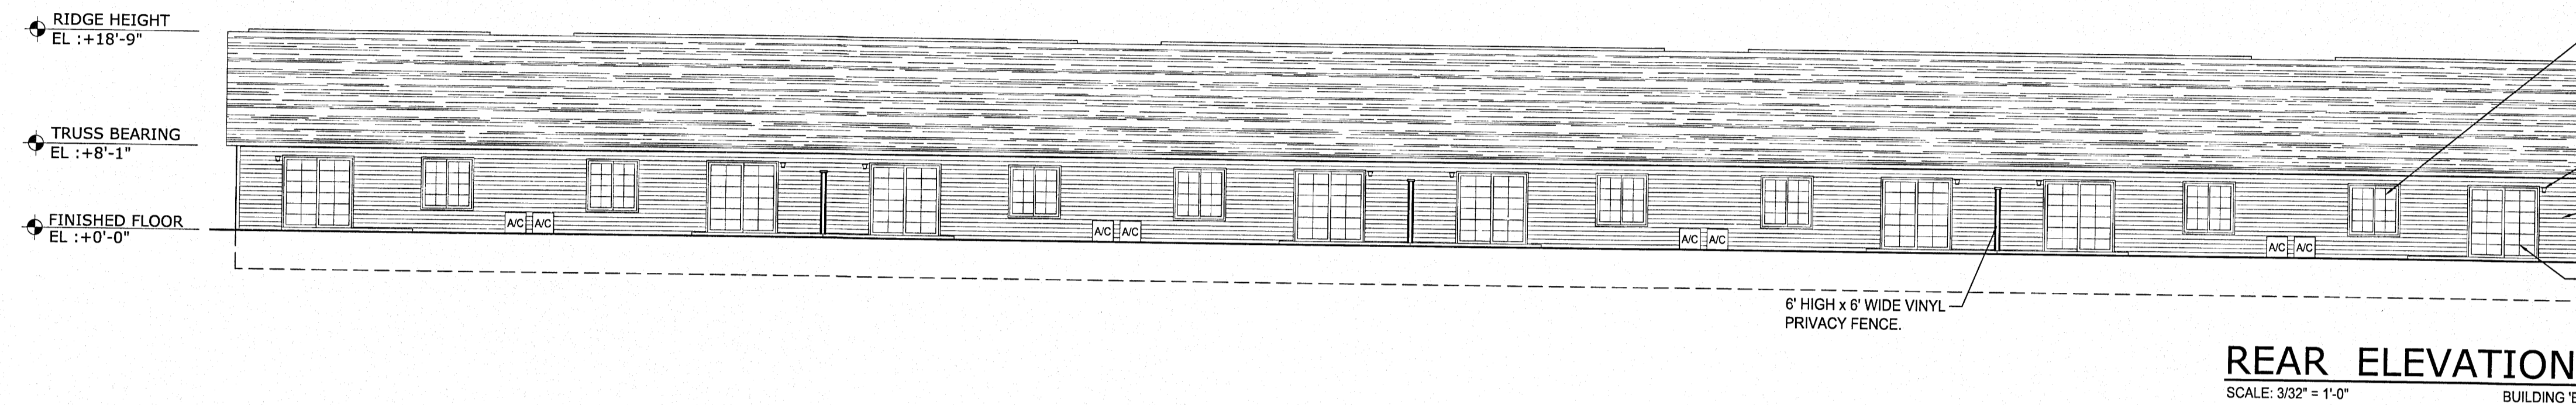 RIDGE HEIGHT
EL :+18'-9"
TRUSS BEARING
EL :+8'-1"
FINISHED FLOOR
EL :+0'-0"
A/C A/C
A/C A/C
A/C A/C
A/C A/C
6' HIGH x 6' WIDE VINYL
PRIVACY FENCE.
REAR ELEVATION
SCALE: 3/32" = 1'-0"
BUILDING